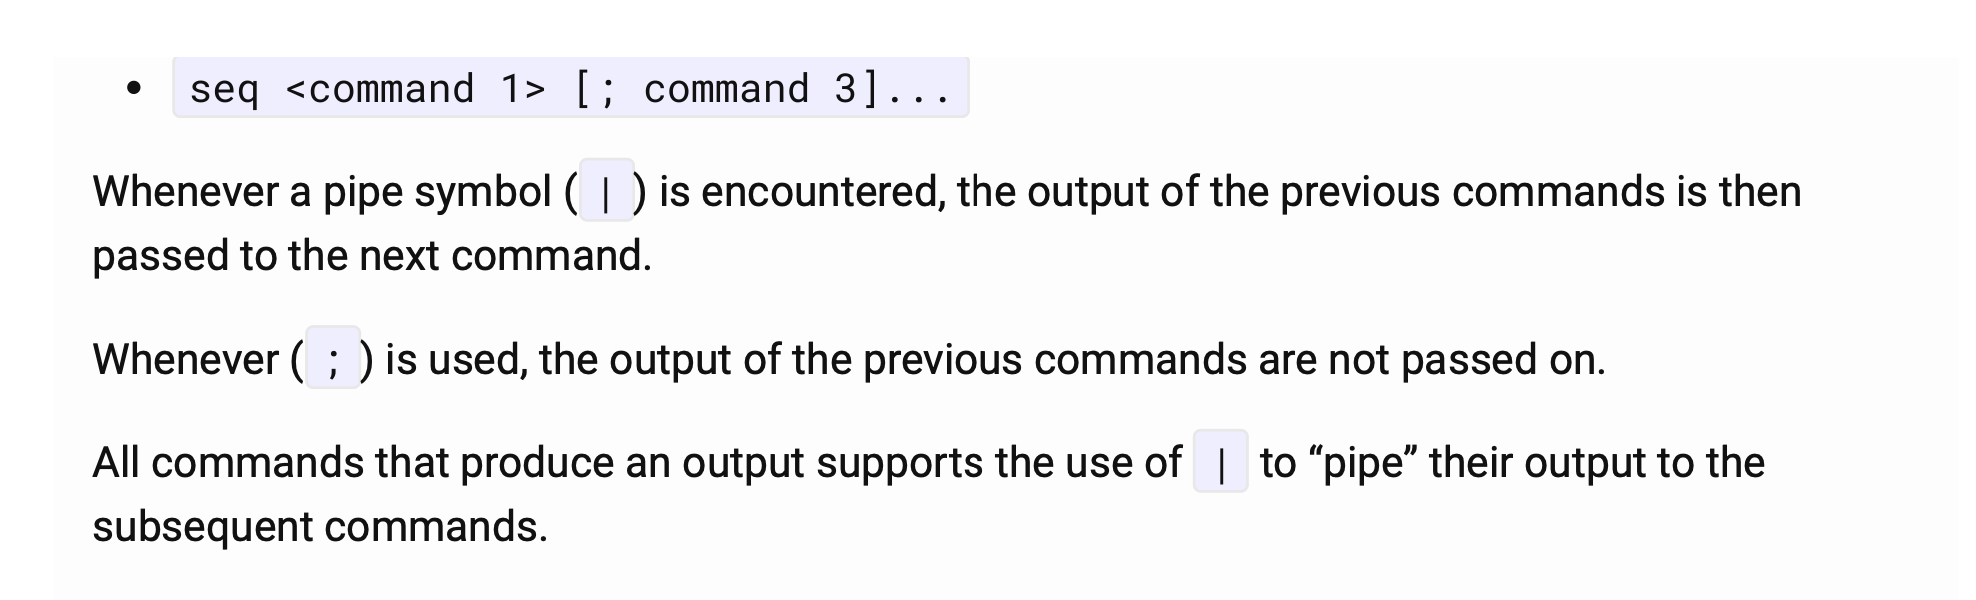 • seq <command 1> [; command 3]...
Whenever a pipe symbol ( | ) is encountered, the output of the previous commands is then
passed to the next command.
Whenever ( ; ) is used, the output of the previous commands are not passed on.
All commands that produce an output supports the use of | to “pipe” their output to the
subsequent commands.